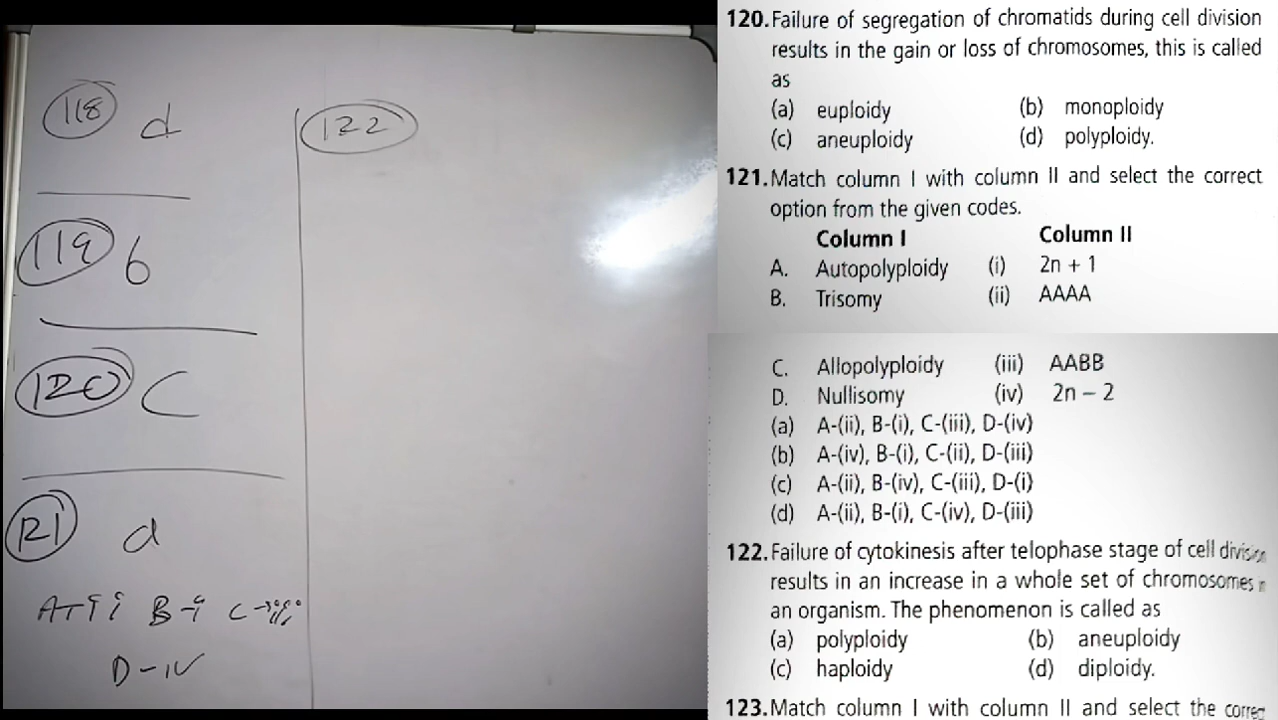 118 d
119 b
120 C
121 d
A-ii B-i C-iii
D-iv
122
120. Failure of segregation of chromatids during cell division
results in the gain or loss of chromosomes, this is called
as
(a) euploidy (b) monoploidy
(c) aneuploidy (d) polyploidy.
121. Match column I with column II and select the correct
option from the given codes.
Column I Column II
A. Autopolyploidy (i) 2n + 1
B. Trisomy (ii) AAAA
C. Allopolyploidy (iii) AABB
D. Nullisomy (iv) 2n – 2
(a) A-(ii), B-(i), C-(iii), D-(iv)
(b) A-(iv), B-(i), C-(ii), D-(iii)
(c) A-(ii), B-(iv), C-(iii), D-(i)
(d) A-(ii), B-(i), C-(iv), D-(iii)
122. Failure of cytokinesis after telophase stage of cell division
results in an increase in a whole set of chromosomes
an organism. The phenomenon is called as
(a) polyploidy (b) aneuploidy
(c) haploidy (d) diploidy.
123. Match column I with column II and select the correc